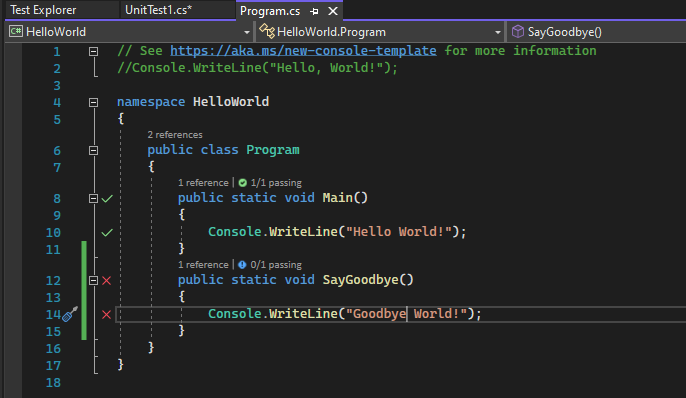 Test Explorer UnitTest1.cs* Program.cs
HelloWorld HelloWorld.Program SayGoodbye()
1 // See https://aka.ms/new-console-template for more information
2 //Console.WriteLine("Hello, World!");
3
4 namespace HelloWorld
5 {
2 references
6 public class Program
7 {
1 reference | 1/1 passing
8 public static void Main()
9 {
10 Console.WriteLine("Hello World!");
11 }
1 reference | 0/1 passing
12 public static void SayGoodbye()
13 {
14 Console.WriteLine("Goodbye World!");
15 }
16 }
17 }
18